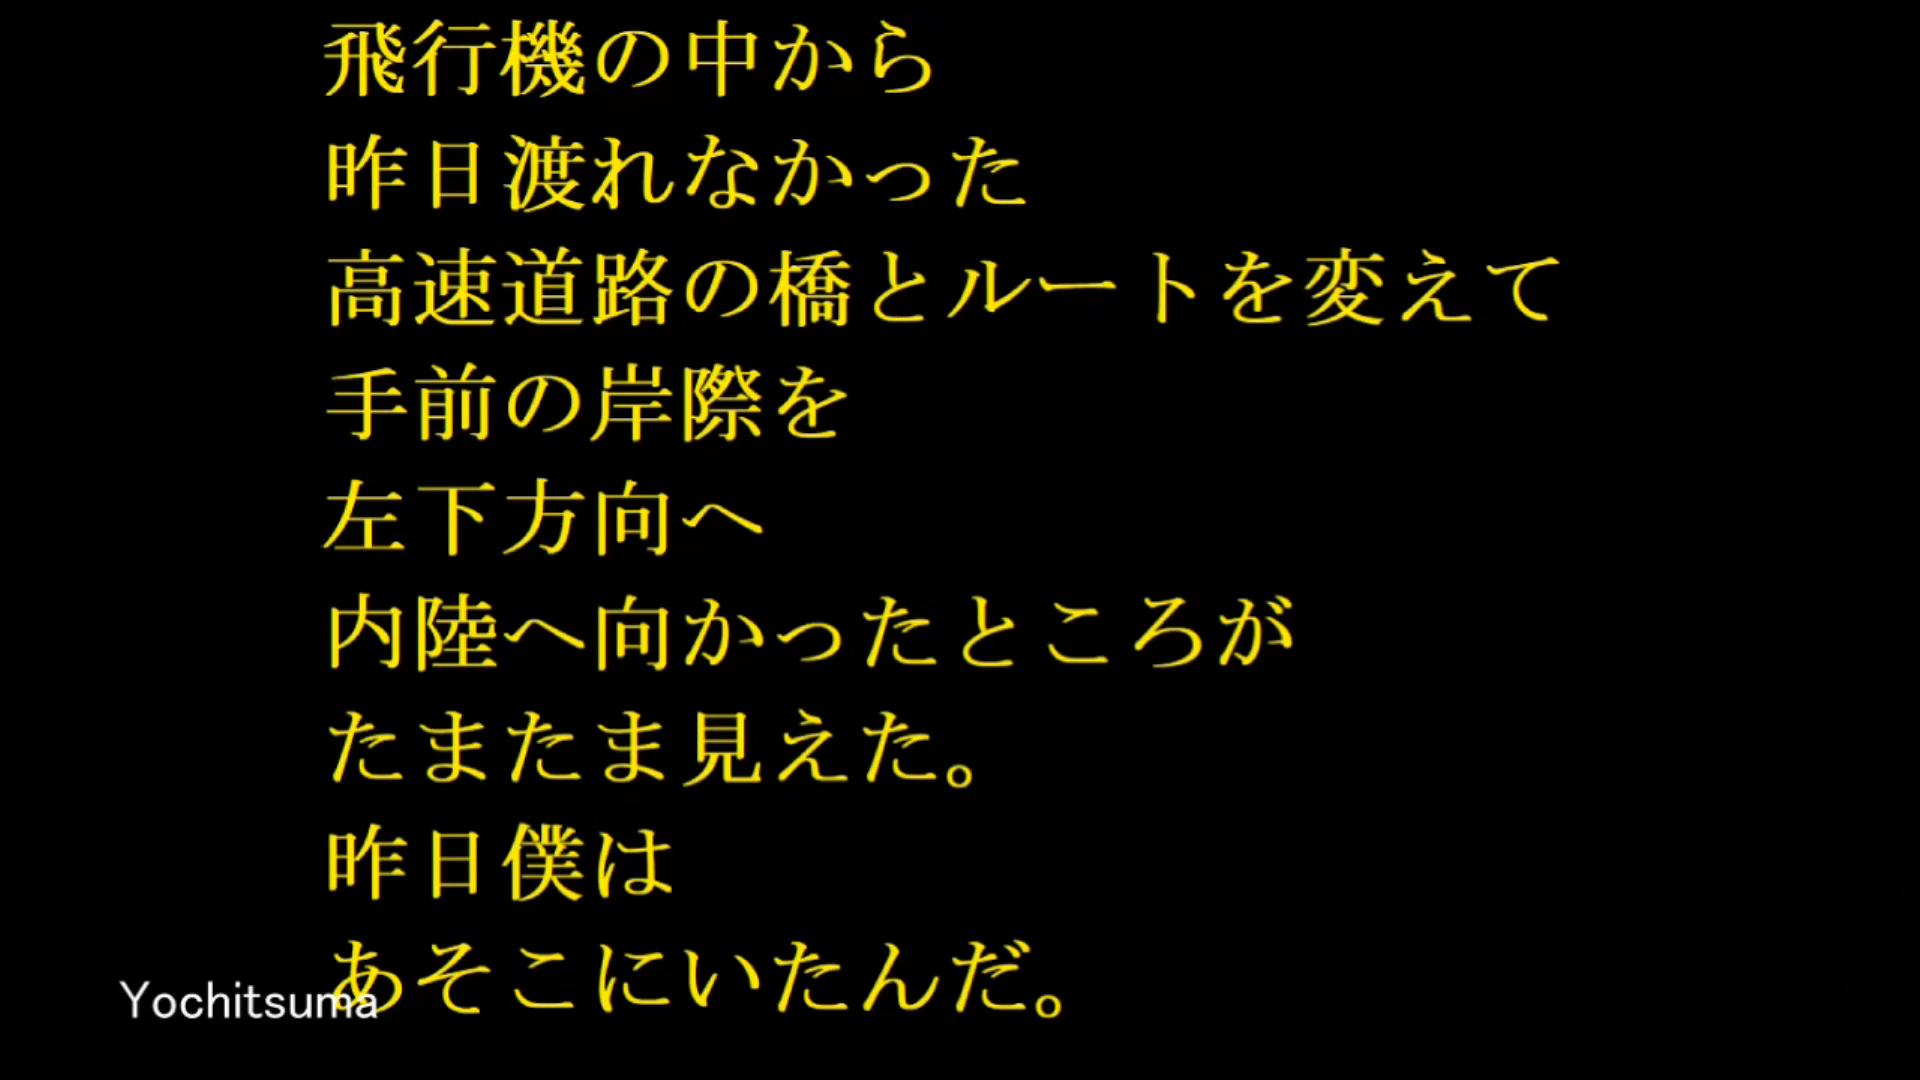 飛行機の中から
昨日渡れなかった
高速道路の橋とルートを変えて
手前の岸際を
左下方向へ
内陸へ向かったところが
たまたま見えた。
昨日僕は
あそこにいたんだ。
Yochitsuma